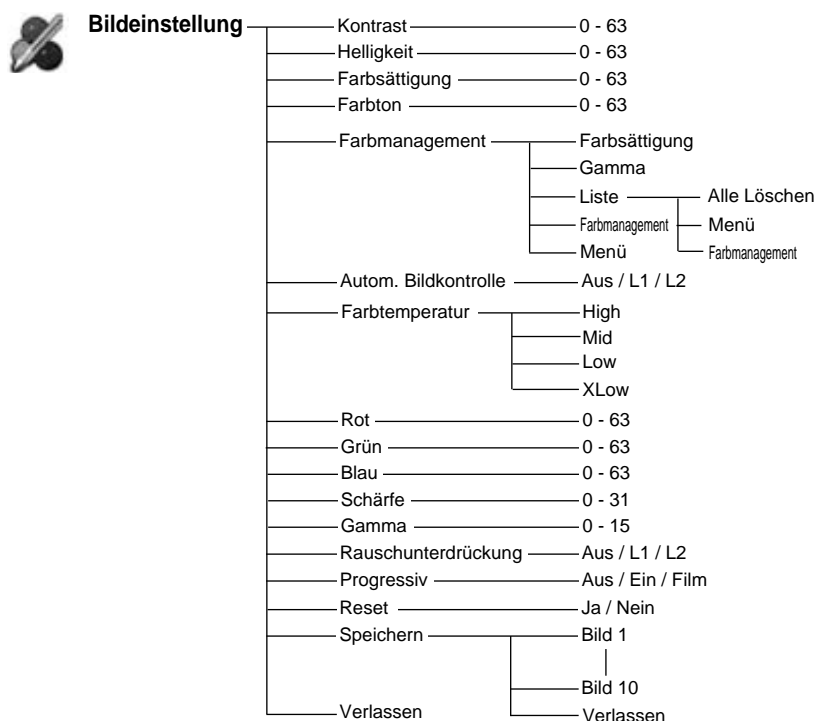 Bildeinstellung Kontrast 0 - 63
Helligkeit 0 - 63
Farbsättigung 0 - 63
Farbton 0 - 63
Farbmanagement Farbsättigung
Gamma
Liste Alle Löschen
Farbmanagement Menü
Menü Farbmanagement
Autom. Bildkontrolle Aus / L1 / L2
Farbtemperatur High
Mid
Low
XLow
Rot 0 - 63
Grün 0 - 63
Blau 0 - 63
Schärfe 0 - 31
Gamma 0 - 15
Rauschunterdrückung Aus / L1 / L2
Progressiv Aus / Ein / Film
Reset Ja / Nein
Speichern Bild 1
Bild 10
Verlassen Verlassen